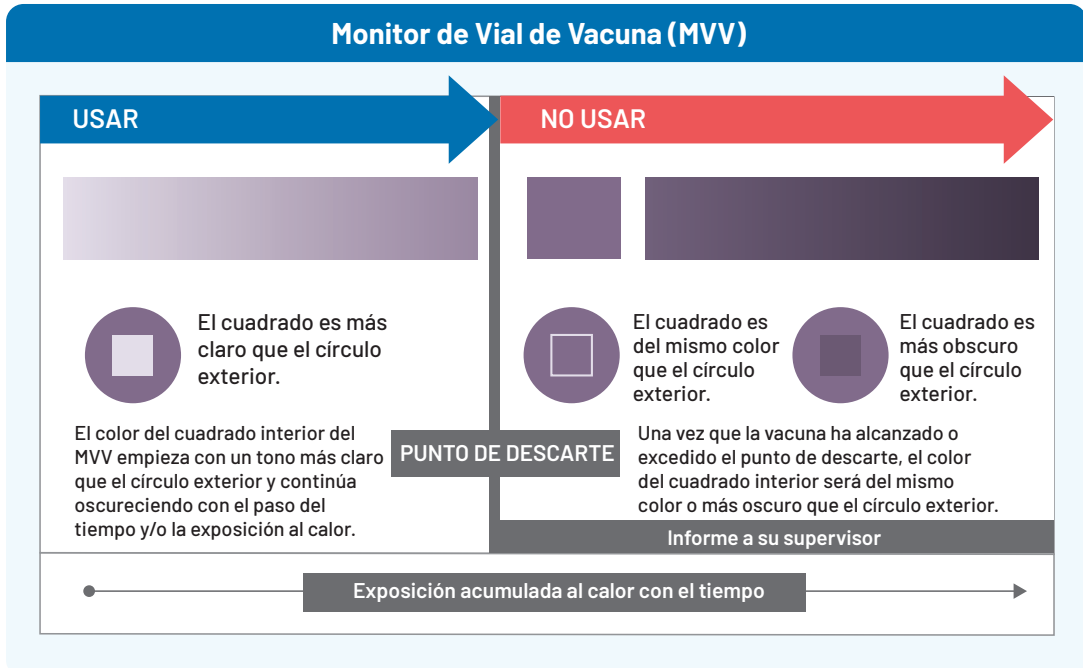 Monitor de Vial de Vacuna (MVV)
USAR
NO USAR
El cuadrado es más
claro que el círculo
exterior.
El color del cuadrado interior del
MVV empieza con un tono más claro
que el círculo exterior y continúa
oscureciendo con el paso del
tiempo y/o la exposición al calor.
PUNTO DE DESCARTE
El cuadrado es
del mismo color
que el círculo
exterior.
El cuadrado es
más obscuro
que el círculo
exterior.
Una vez que la vacuna ha alcanzado o
excedido el punto de descarte, el color
del cuadrado interior será del mismo
color o más oscuro que el círculo exterior.
Informe a su supervisor
Exposición acumulada al calor con el tiempo